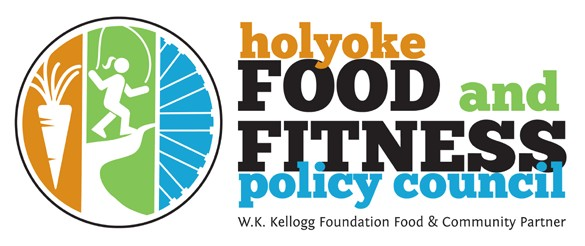 holyoke
FOOD and
FITNESS
policy council
W.K. Kellogg Foundation Food & Community Partner